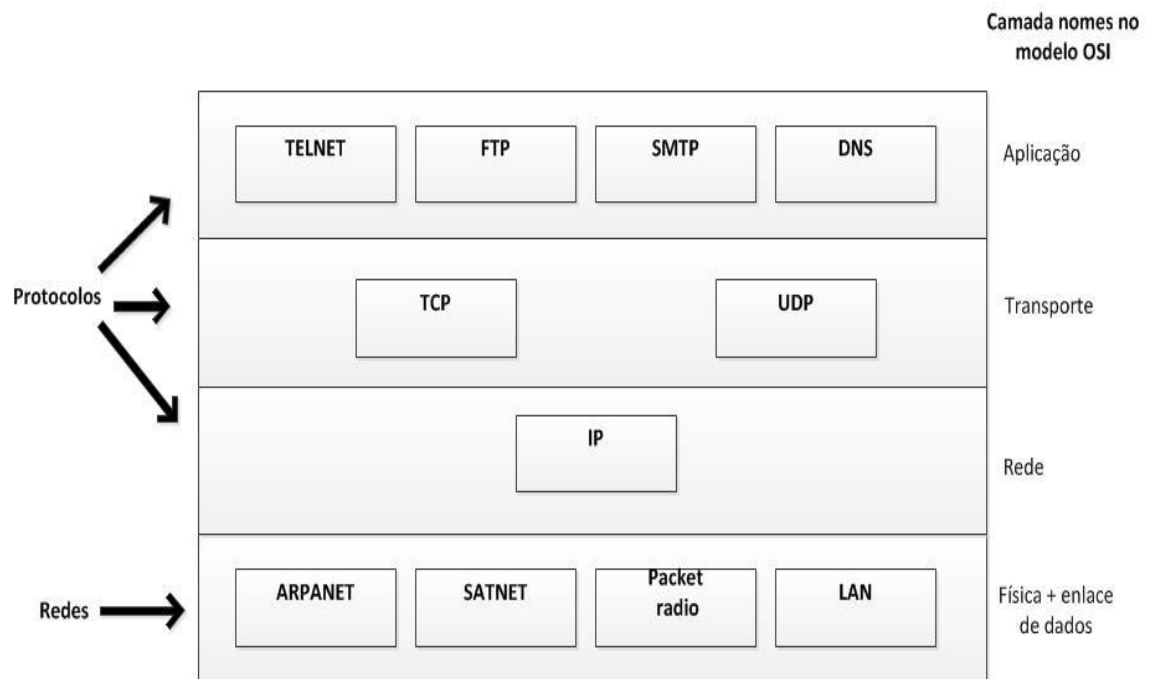 Camada nomes no
modelo OSI
TELNET
FTP
SMTP
DNS
Aplicação
Protocolos
TCP
UDP
Transporte
IP
Rede
Redes
ARPANET
SATNET
Packet
radio
LAN
Física + enlace
de dados